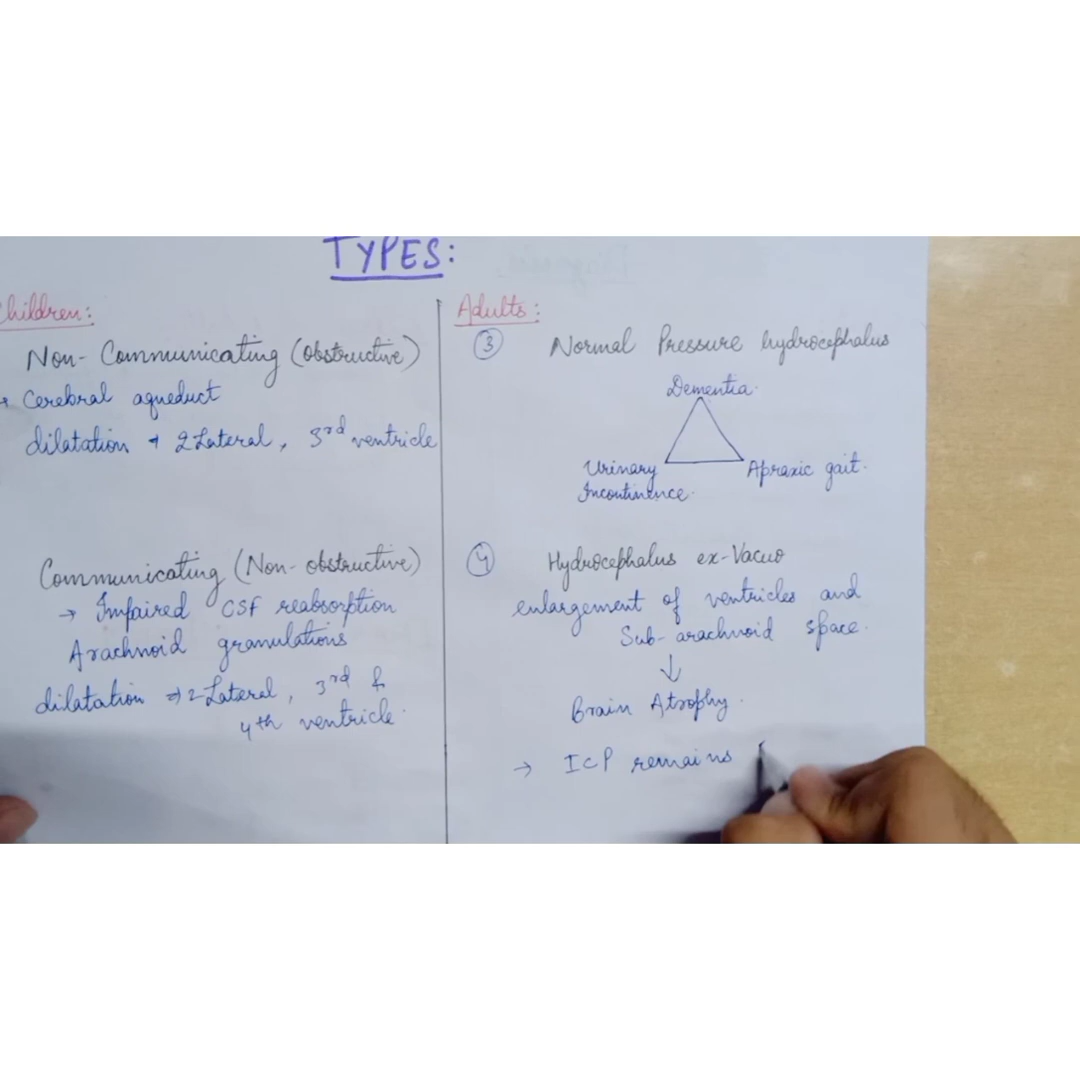 TYPES:
Children:
Non-Communicating (Obstructive)
→ Cerebral aqueduct
dilatation → 2 Lateral, 3rd ventricle
Communicating (Non-obstructive)
→ Impaired CSF reabsorption
Arachnoid granulations
dilatation ⇒ 2 Lateral, 3rd &
4th ventricle.
Adults:
③ Normal Pressure hydrocephalus
Dementia.
Urinary Apraxic gait.
Incontinence.
④ Hydrocephalus ex-Vacuo
enlargement of ventricles and
Sub-arachnoid space.
↓
Brain Atrophy.
→ ICP remains